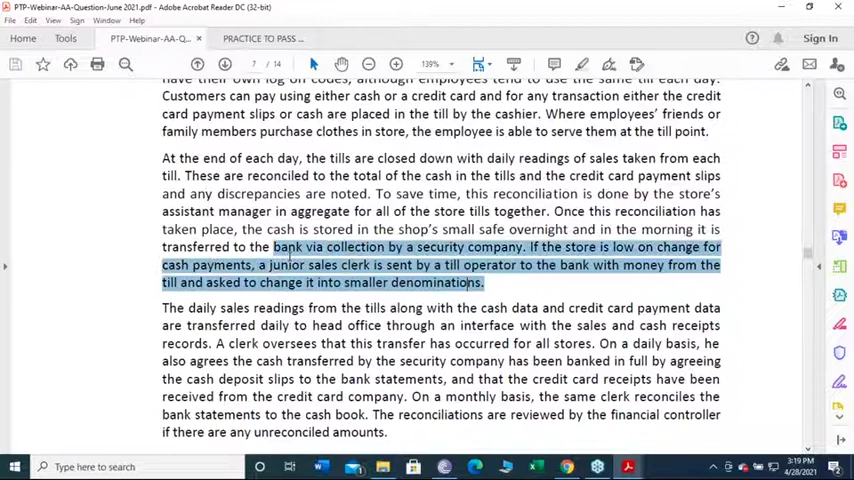 PTP-Webinar-AA-Question-June 2021.pdf - Adobe Acrobat Reader DC (32-bit)
File Edit View Sign Window Help
Home Tools PTP-Webinar-AA-Q... × PRACTICE TO PASS ... Sign In
7 / 14 139%
have their own log on codes, although employees tend to use the same till each day.
Customers can pay using either cash or a credit card and for any transaction either the credit
card payment slips or cash are placed in the till by the cashier. Where employees' friends or
family members purchase clothes in store, the employee is able to serve them at the till point.
At the end of each day, the tills are closed down with daily readings of sales taken from each
till. These are reconciled to the total of the cash in the tills and the credit card payment slips
and any discrepancies are noted. To save time, this reconciliation is done by the store's
assistant manager in aggregate for all of the store tills together. Once this reconciliation has
taken place, the cash is stored in the shop's small safe overnight and in the morning it is
transferred to the bank via collection by a security company. If the store is low on change for
cash payments, a junior sales clerk is sent by a till operator to the bank with money from the
till and asked to change it into smaller denominations.
The daily sales readings from the tills along with the cash data and credit card payment data
are transferred daily to head office through an interface with the sales and cash receipts
records. A clerk oversees that this transfer has occurred for all stores. On a daily basis, he
also agrees the cash transferred by the security company has been banked in full by agreeing
the cash deposit slips to the bank statements, and that the credit card receipts have been
received from the credit card company. On a monthly basis, the same clerk reconciles the
bank statements to the cash book. The reconciliations are reviewed by the financial controller
if there are any unreconciled amounts.
Type here to search
3:19 PM
4/28/2021